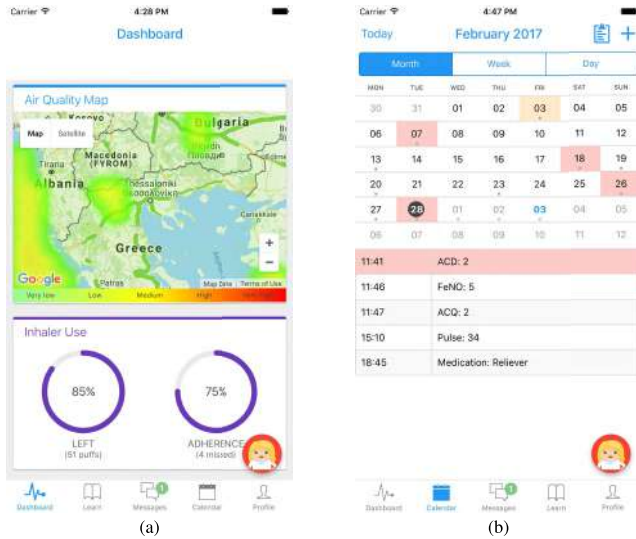 Carrier 4:28 PM
Dashboard
Air Quality Map
Map Satellite
Kosovo
Bulgaria
Tirana
Macedonia
(FYROM)
Albania
Thessaloniki
Greece
Canakkale
Patras
+
−
Google
Map Data Terms of Use
Very low Low Medium High
Inhaler Use
85% 75%
LEFT ADHERENCE
(51 puffs) (4 missed)
1
Dashboard Learn Messages Calendar Profile
(a)
Carrier 4:47 PM
Today February 2017 +
Month Week Day
MON TUE WED THU FRI SAT SUN
30 31 01 02 03 04 05
06 07 08 09 10 11 12
13 14 15 16 17 18 19
20 21 22 23 24 25 26
27 28 01 02 03 04 05
06 07 08 09 10 11 12
11:41 ACD: 2
11:46 FeNO: 5
11:47 ACQ: 2
15:10 Pulse: 34
18:45 Medication: Reliever
1
Dashboard Calendar Messages Learn Profile
(b)